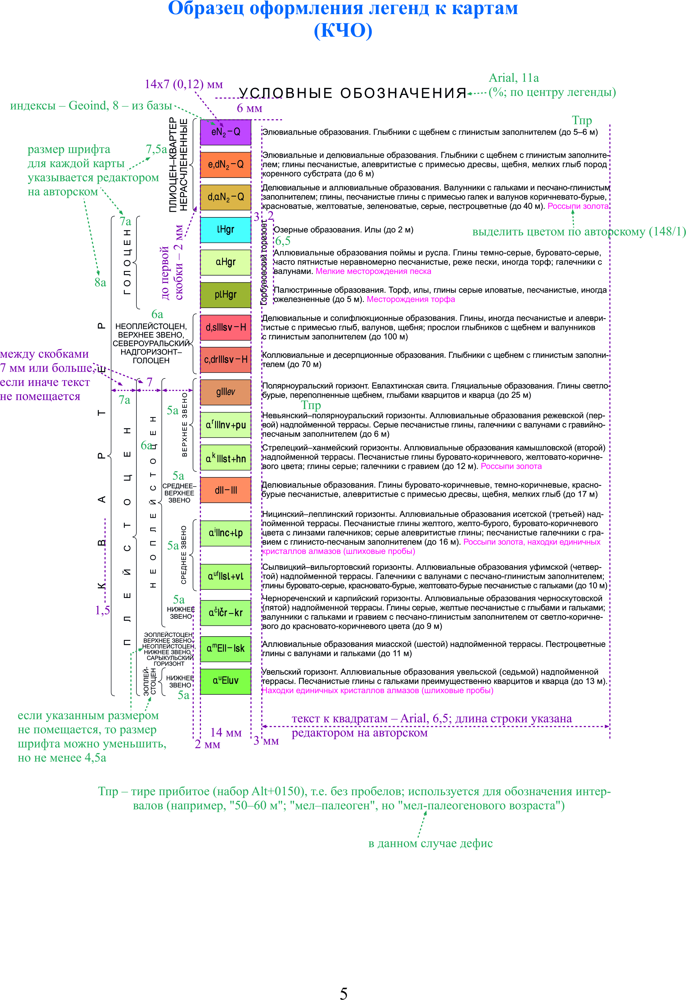 Образец оформления легенд к картам
(КЧО)
14x7 (0,12) мм
УСЛОВНЫЕ ОБОЗНАЧЕНИЯ
Arial, 11а
(%; по центру легенды)
индексы – Geoind, 8 – из базы
6 мм
Тпр
размер шрифта
для каждой карты
указывается редактором
на авторском
7,5а
7а
8а
ПЛИОЦЕН–КВАРТЕР
НЕРАСЧЛЕНЕННЫЕ
eN2–Q
Элювиальные образования. Глыбники с щебнем с глинистым заполнителем (до 5–6 м)
e,dN2–Q
Элювиальные и делювиальные образования. Глыбники с щебнем с глинистым заполните-
лем; глины песчанистые, алевритистые с примесью дресвы, щебня, мелких глыб пород
коренного субстрата (до 6 м)
d,αN2–Q
Делювиальные и аллювиальные образования. Валунники с гальками и песчано-глинистым
заполнителем; глины, песчанистые глины с примесью галек и валунов коричневато-бурые,
красноватые, желтоватые, зеленоватые, серые, пестроцветные (до 40 м). Россыпи золота
3
2
выделить цветом по авторскому (148/1)
до первой
скобки – 2 мм
КВАРТЕР
ГОЛОЦЕН
Горбуновский горизонт
lHgr
Озерные образования. Илы (до 2 м)
6,5
αHgr
Аллювиальные образования поймы и русла. Глины темно-серые, буровато-серые,
часто пятнистые неравномерно песчанистые, реже пески, иногда торф; галечники с
валунами. Мелкие месторождения песка
plHgr
Палюстринные образования. Торф, илы, глины серые иловатые, песчанистые, иногда
ожелезненные (до 5 м). Месторождения торфа
6а
НЕОПЛЕЙСТОЦЕН,
ВЕРХНЕЕ ЗВЕНО,
СЕВЕРОУРАЛЬСКИЙ
НАДГОРИЗОНТ–
ГОЛОЦЕН
d,sIIIsv–H
Делювиальные и солифлюкционные образования. Глины, иногда песчанистые и алеври-
тистые с примесью глыб, валунов, щебня; прослои глыбников с щебнем и валунников
с глинистым заполнителем (до 100 м)
c,drIIIsv–H
Коллювиальные и десерпционные образования. Глыбники с щебнем с глинистым заполни-
телем (до 70 м)
между скобками
7 мм или больше,
если иначе текст
не помещается
7
7а
ПЛЕЙСТОЦЕН
6а
НЕОПЛЕЙСТОЦЕН
5а
ВЕРХНЕЕ ЗВЕНО
gIIIev
Полярноуральский горизонт. Евлахтинская свита. Гляциальные образования. Глины светло-
бурые, переполненные щебнем, глыбами кварцитов и кварца (до 25 м)
Тпр
αrIIInv+pu
Невьянский–полярноуральский горизонты. Аллювиальные образования режевской (пер-
вой) надпойменной террасы. Серые песчанистые глины, галечники с валунами с гравийно-
песчаным заполнителем (до 6 м)
αkIIIst+hn
Стрелецкий–ханмейский горизонты. Аллювиальные образования камышловской (второй)
надпойменной террасы. Песчанистые глины буровато-коричневого, желтовато-коричне-
вого цвета; глины серые; галечники с гравием (до 12 м). Россыпи золота
5а
СРЕДНЕЕ–
ВЕРХНЕЕ
ЗВЕНО
dII–III
Делювиальные образования. Глины буровато-коричневые, темно-коричневые, красно-
бурые песчанистые, алевритистые с примесью дресвы, щебня, мелких глыб (до 17 м)
5а
СРЕДНЕЕ ЗВЕНО
αiIInc+lp
Ницинский–леплинский горизонты. Аллювиальные образования исетской (третьей) над-
пойменной террасы. Песчанистые глины желтого, желто-бурого, буровато-коричневого
цвета с линзами галечников; серые алевритистые глины; песчанистые галечники с гра-
вием с глинисто-песчаным заполнителем (до 16 м). Россыпи золота, находки единичных
кристаллов алмазов (шлиховые пробы)
αufIIsl+vl
Сылвицкий–вильгортовский горизонты. Аллювиальные образования уфимской (четвер-
той) надпойменной террасы. Галечники с валунами с песчано-глинистым заполнителем;
глины буровато-серые, красновато-бурые, желтовато-бурые песчанистые с гальками (до 10 м)
1,5
5а
НИЖНЕЕ
ЗВЕНО
αčIčr–kr
Чернореченский и карпийский горизонты. Аллювиальные образования черноскутовской
(пятой) надпойменной террасы. Глины серые, желтые песчанистые с глыбами и гальками;
валунники с гальками и гравием с песчано-глинистым заполнителем от светло-коричне-
вого до красновато-коричневого цвета (до 9 м)
ЭОПЛЕЙСТОЦЕН,
ВЕРХНЕЕ ЗВЕНО–
НЕОПЛЕЙСТОЦЕН,
НИЖНЕЕ ЗВЕНО,
САРЫКУЛЬСКИЙ
ГОРИЗОНТ
αmEII–Isk
Аллювиальные образования миасской (шестой) надпойменной террасы. Пестроцветные
глины с валунами и гальками (до 11 м)
ЭОПЛЕЙ-
СТОЦЕН
НИЖНЕЕ
ЗВЕНО
5а
αuEIuv
Увельский горизонт. Аллювиальные образования увельской (седьмой) надпойменной
террасы. Песчанистые глины с гальками преимущественно кварцитов и кварца (до 13 м).
Находки единичных кристаллов алмазов (шлиховые пробы)
если указанным размером
не помещается, то размер
шрифта можно уменьшить,
но не менее 4,5а
2 мм
14 мм
3 мм
текст к квадратам – Arial, 6,5; длина строки указана
редактором на авторском
Тпр – тире прибитое (набор Alt+0150), т.е. без пробелов; используется для обозначения интер-
валов (например, "50–60 м"; "мел–палеоген", но "мел-палеогенового возраста")
в данном случае дефис
5